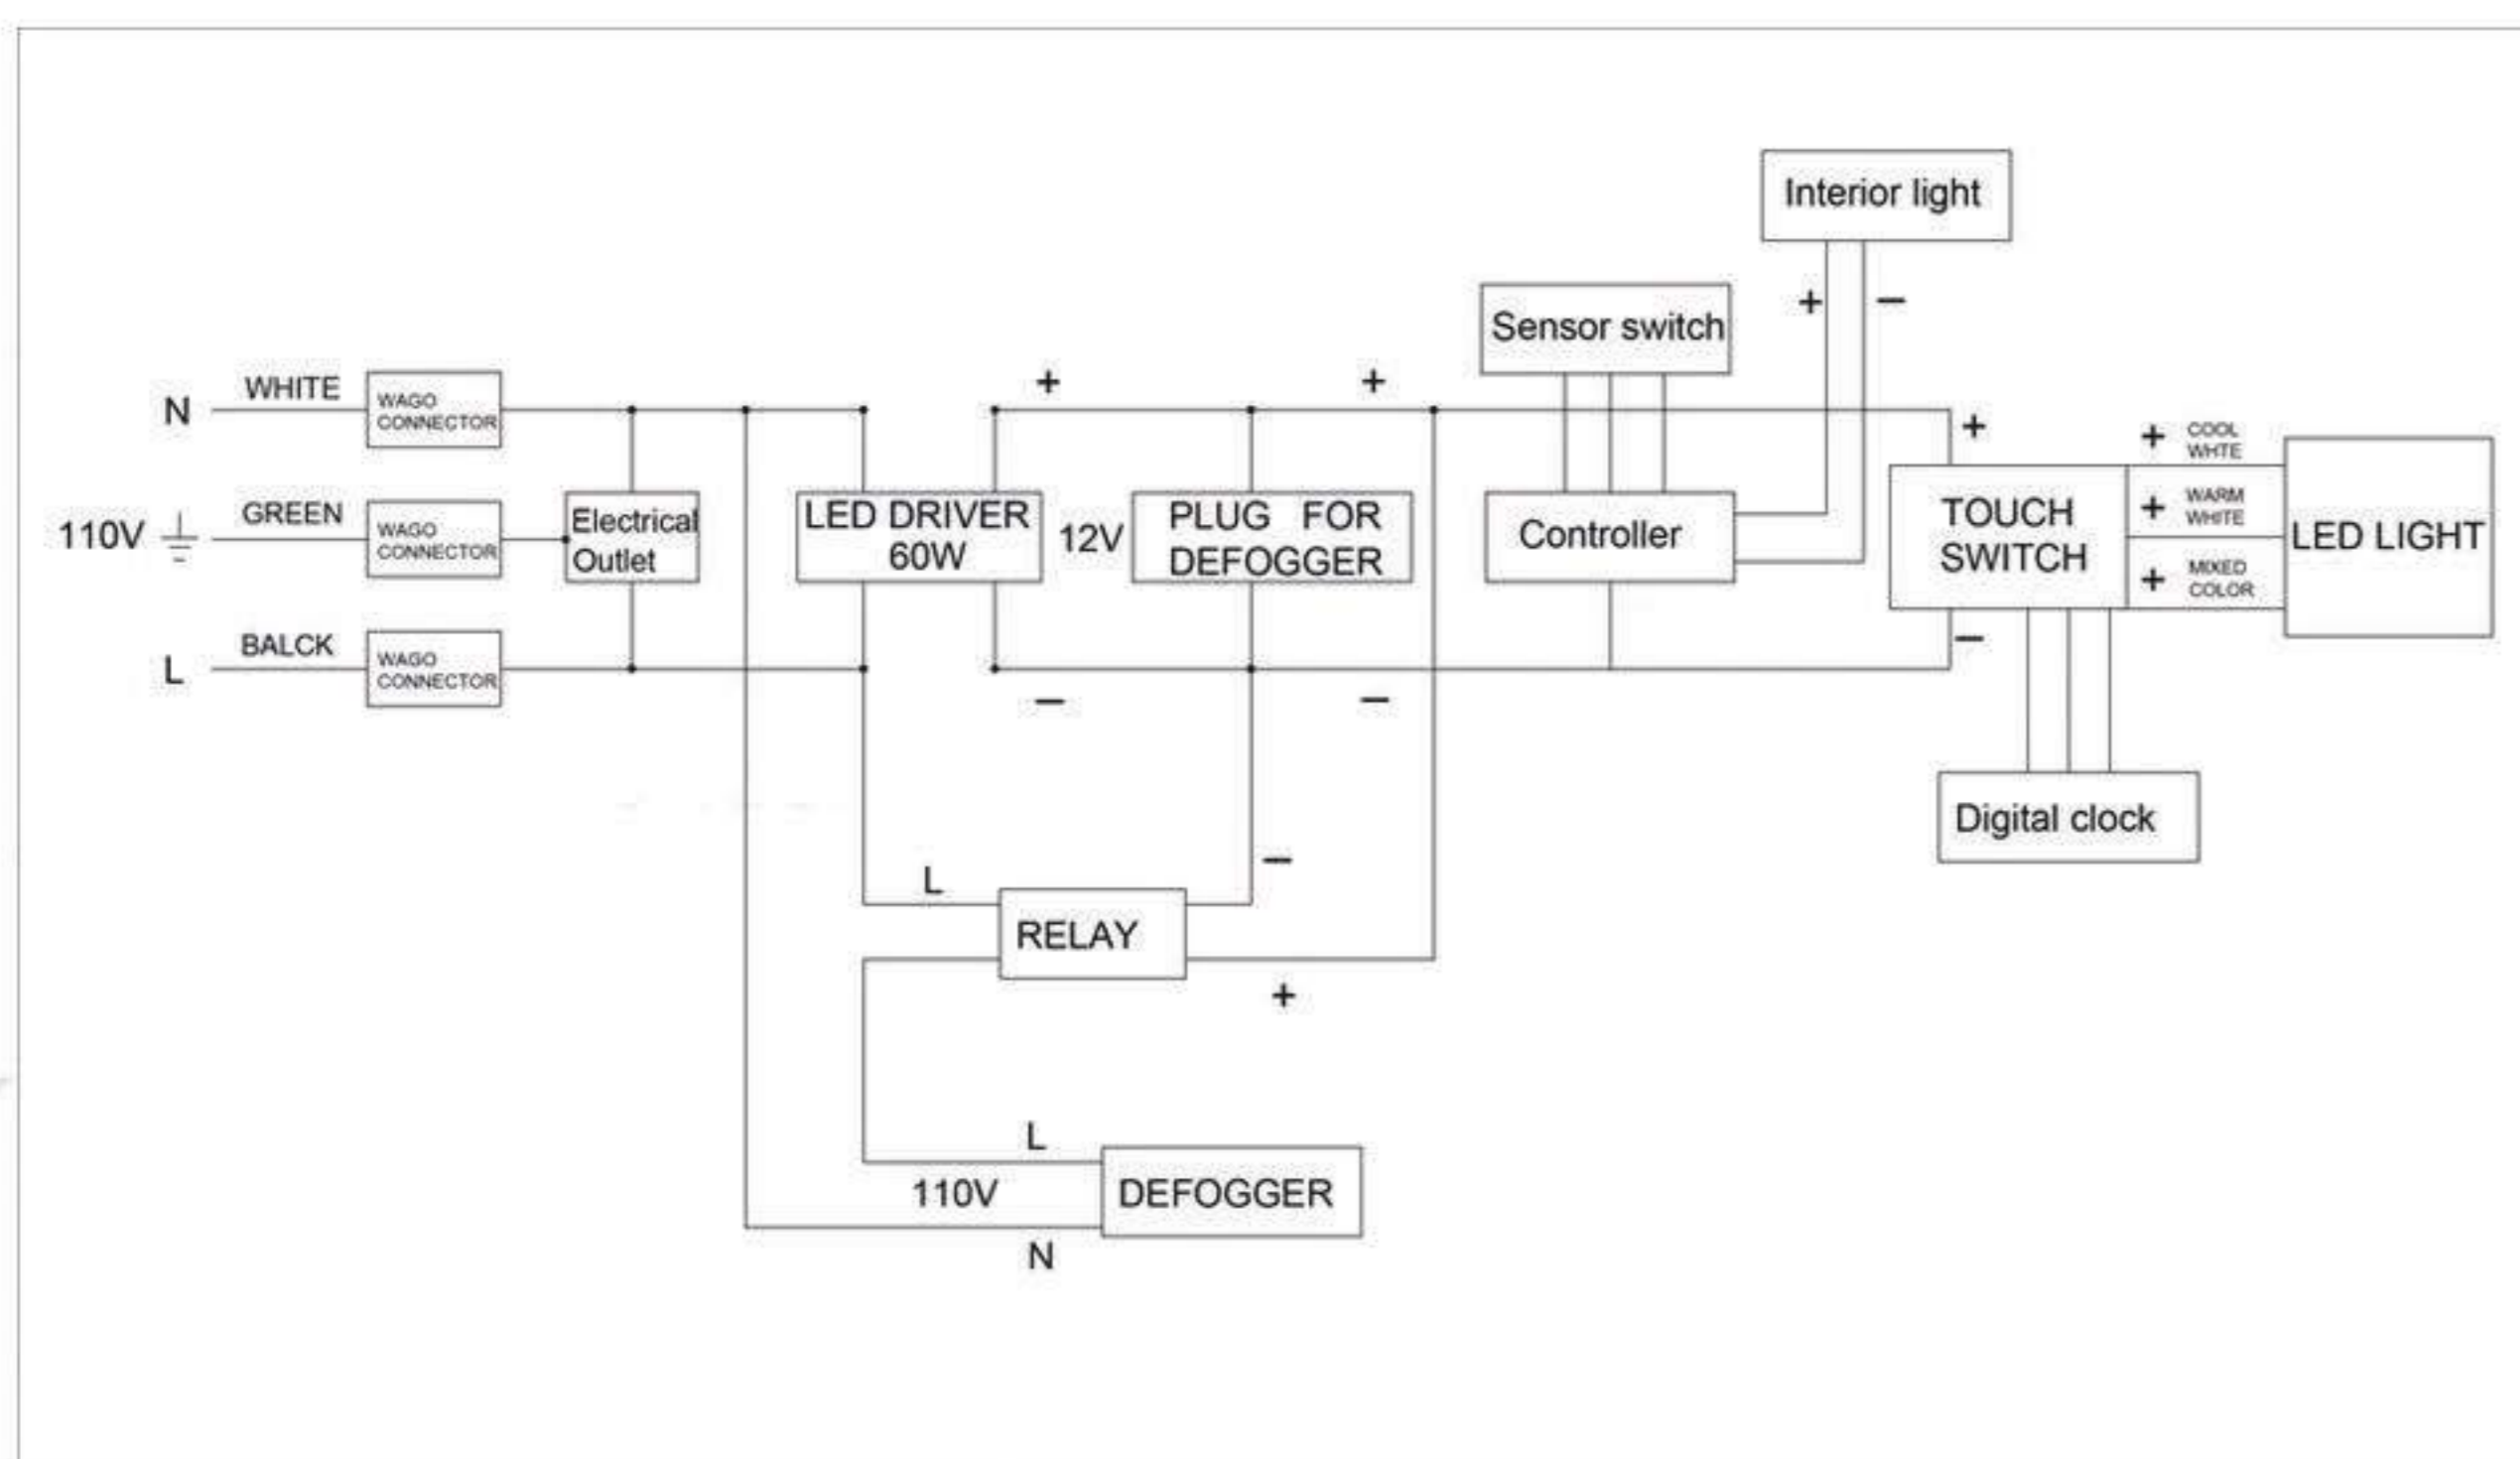 Interior light
+ −
Sensor switch
N
WHITE
WAGO
CONNECTOR
+
+
110V
GREEN
WAGO
CONNECTOR
Electrical
Outlet
LED DRIVER
60W
12V
PLUG FOR
DEFOGGER
Controller
+
TOUCH
SWITCH
−
+ COOL
WHTE
+ WARM
WHITE
+ MIXED
COLOR
LED LIGHT
L
BALCK
WAGO
CONNECTOR
−
−
Digital clock
L
RELAY
−
+
L
110V
N
DEFOGGER